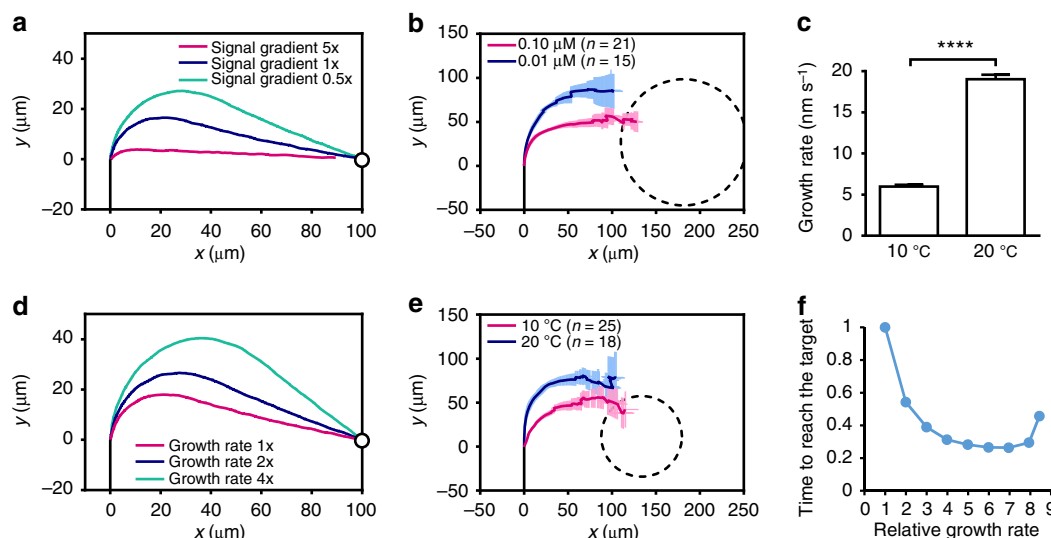 a
40
20
0
−20
y (μm)
Signal gradient 5x
Signal gradient 1x
Signal gradient 0.5x
0 20 40 60 80 100
x (μm)
b
150
100
50
0
−50
y (μm)
0.10 μM (n = 21)
0.01 μM (n = 15)
−50 0 50 100 150 200 250
x (μm)
c
****
20
15
10
5
0
Growth rate (nm s⁻¹)
10 °C 20 °C
d
40
20
0
−20
y (μm)
Growth rate 1x
Growth rate 2x
Growth rate 4x
0 20 40 60 80 100
x (μm)
e
150
100
50
0
−50
y (μm)
10 °C (n = 25)
20 °C (n = 18)
−50 0 50 100 150 200 250
x (μm)
f
1
0.8
0.6
0.4
0.2
0
Time to reach the target
0 1 2 3 4 5 6 7 8 9
Relative growth rate